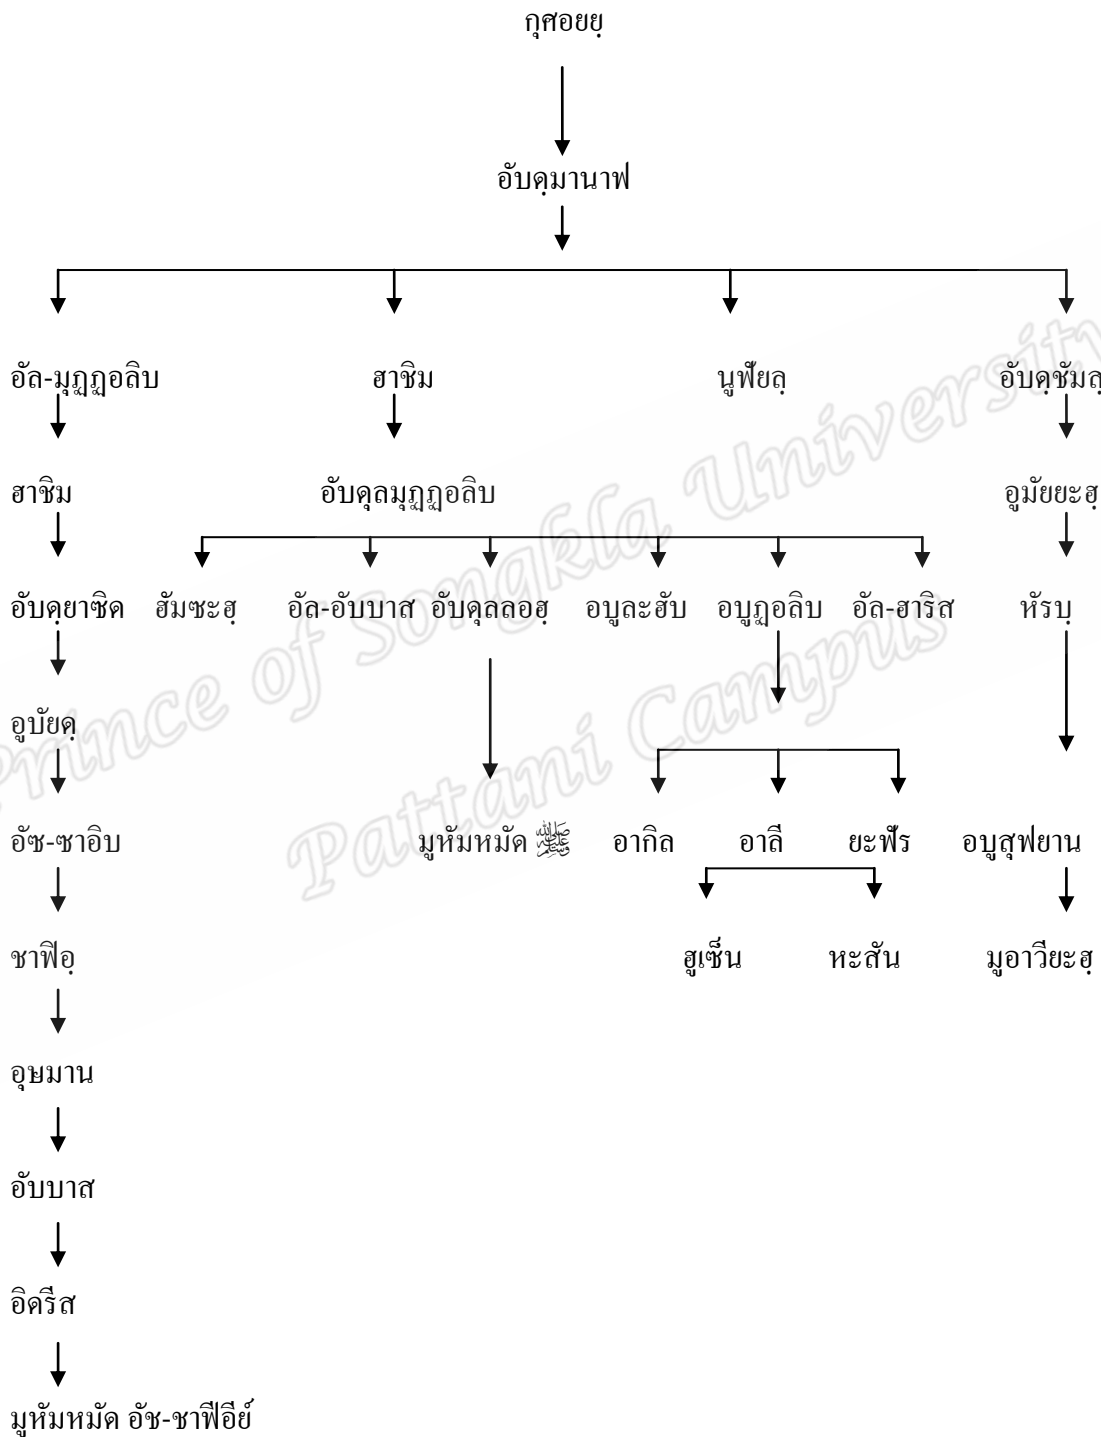 กุศอยยฺ
อับดฺมานาฟ
อัล-มุฏฏอลิบ ฮาชิม นูฟัยลฺ อับดฺชัมสฺ
ฮาชิม อับดุลมุฏฏอลิบ อูมัยยะฮฺ
อับดฺยาซิด ฮัมซะฮฺ อัล-อับบาส อับดุลลอฮฺ อบูละฮับ อบูฏอลิบ อัล-ฮาริส หัรบฺ
อูบัยดฺ
อัซ-ซาอิบ มูหัมหมัด ﷺ อากิล อาลี ยะฟัร อบูสุฟยาน
ชาฟิอฺ ฮูเซ็น หะสัน มูอาวียะฮฺ
อุษมาน
อับบาส
อิดรีส
มูหัมหมัด อัช-ชาฟีอีย์
Prince of Songkla University
Pattani Campus